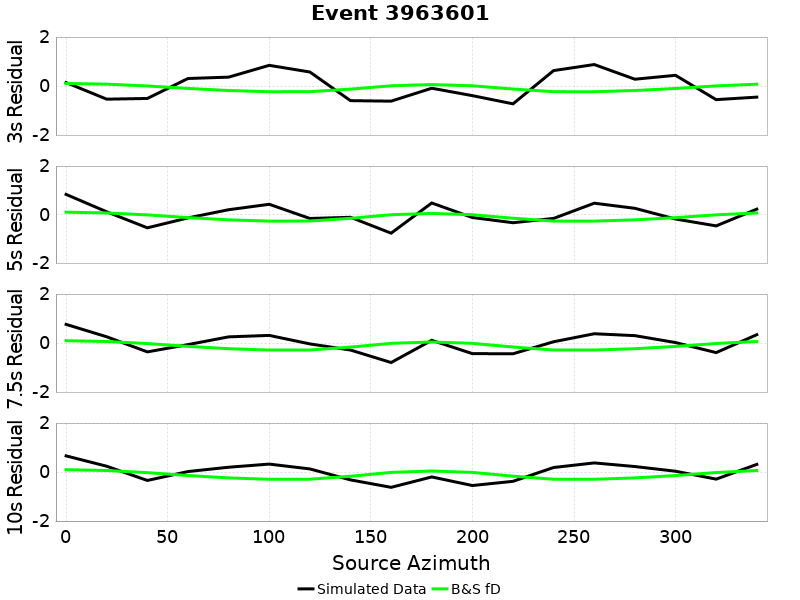 Event 3963601
3s Residual
2
0
-2
5s Residual
2
0
-2
7.5s Residual
2
0
-2
10s Residual
2
0
-2
0 50 100 150 200 250 300
Source Azimuth
Simulated Data B&S fD